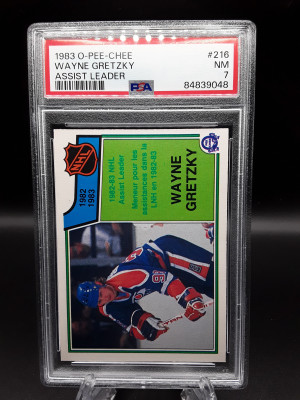 1983 O-PEE-CHEE #216
WAYNE GRETZKY NM
ASSIST LEADER 7
PSA 84839048
NHL
1982
1983
1982-83 NHL
Assist Leader
Meneur pour les
assistances dans la
LNH en 1982-83
WAYNE
GRETZKY